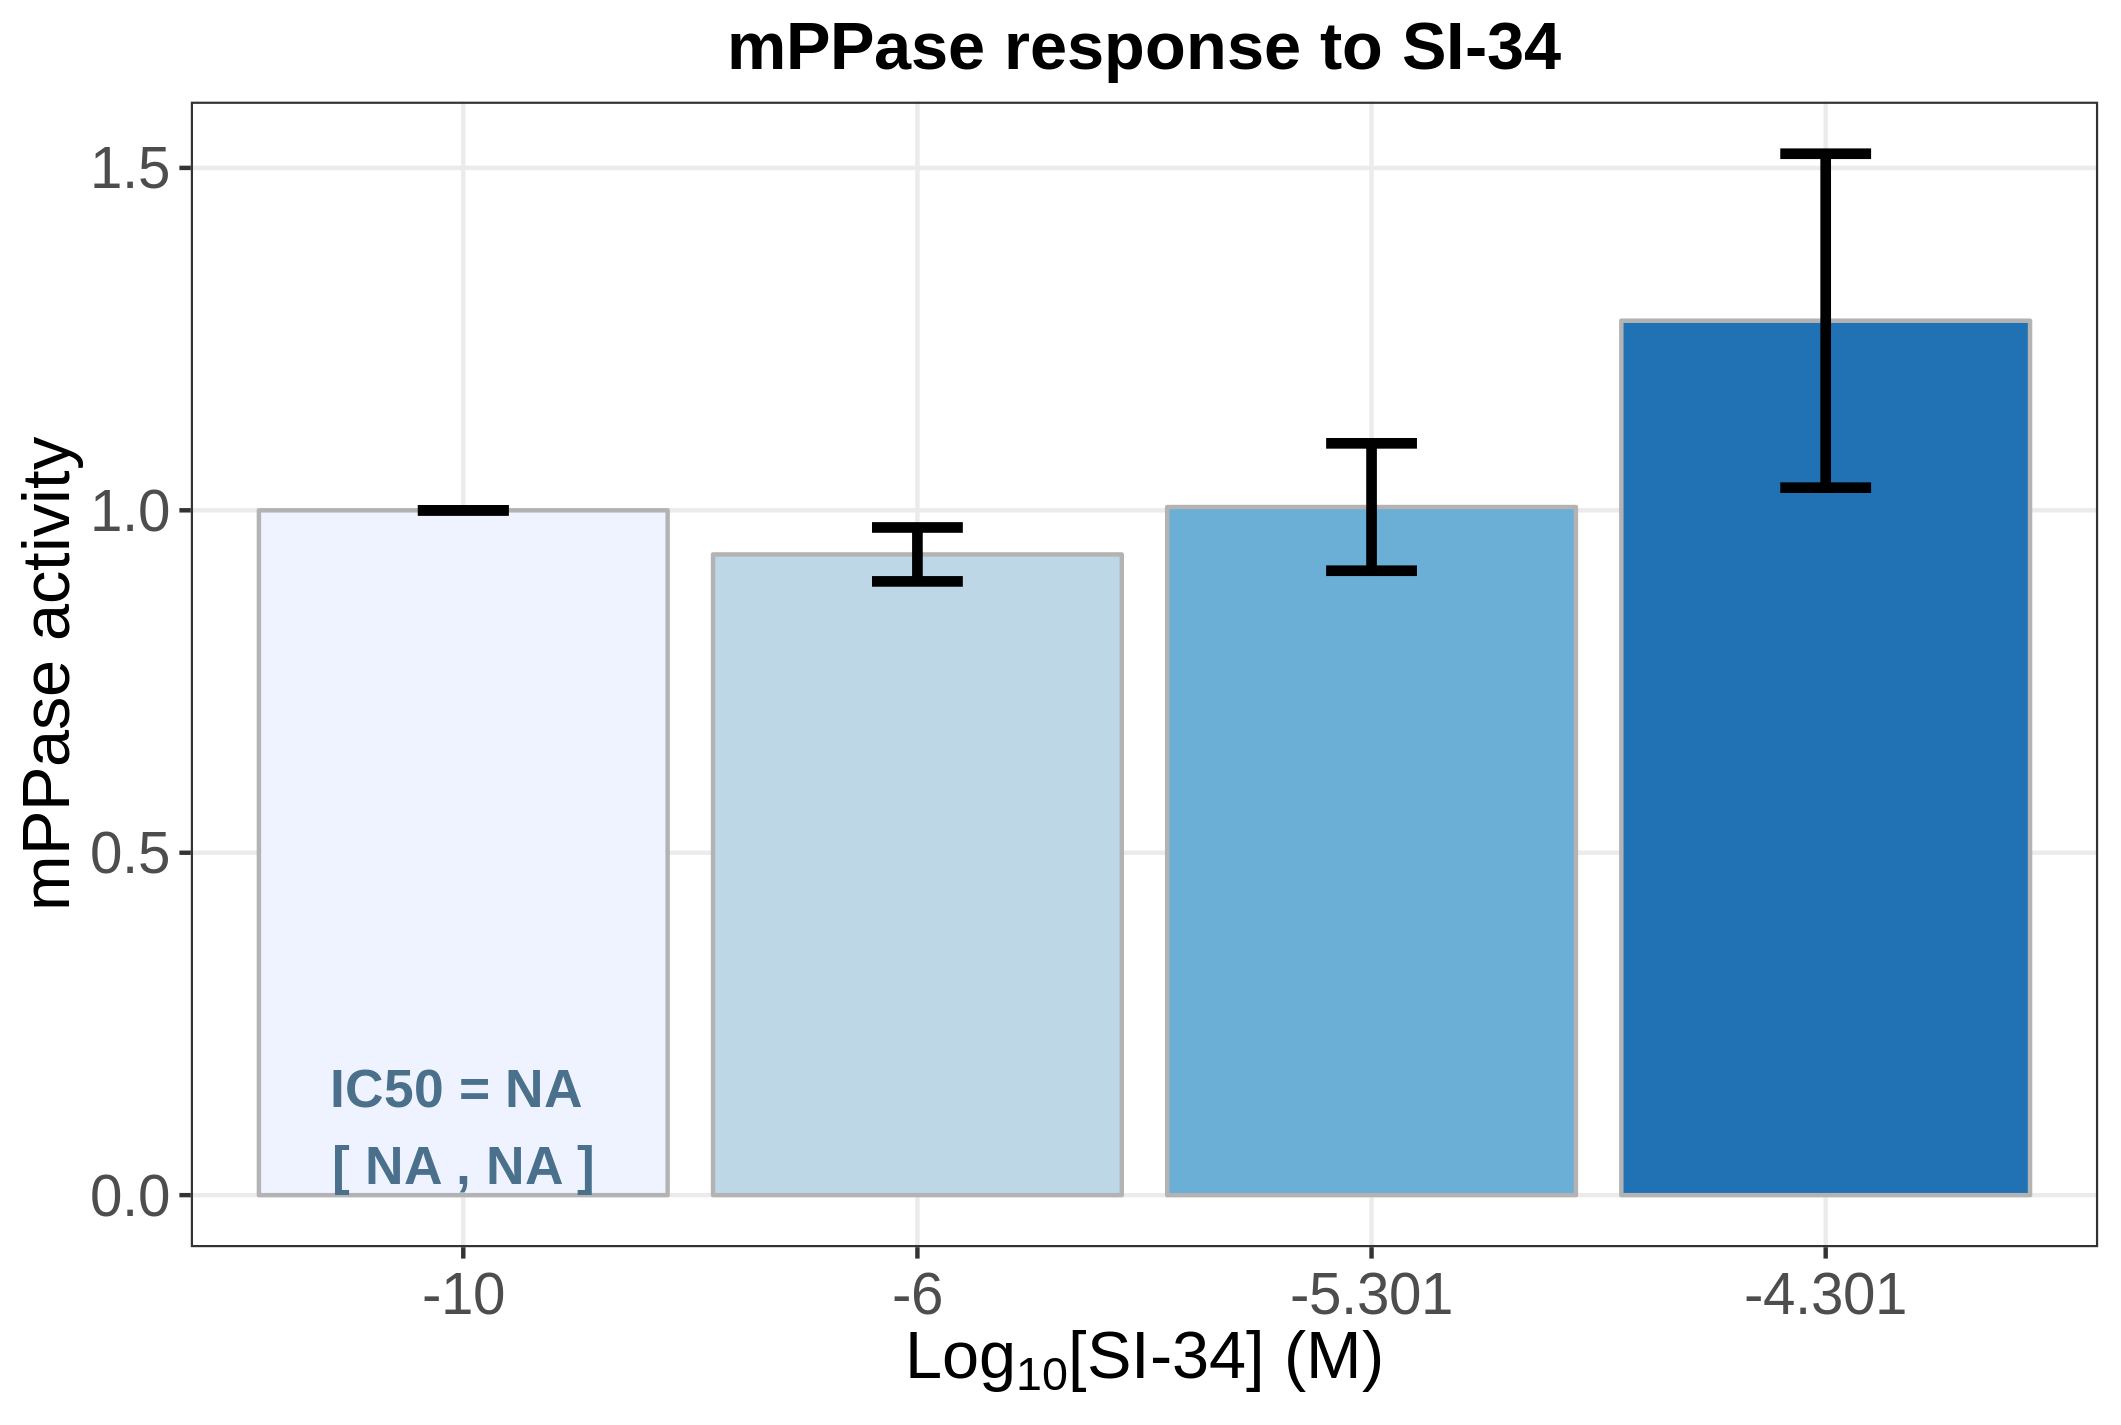 mPPase response to SI-34
mPPase activity
1.5
1.0
0.5
0.0
IC50 = NA
[ NA , NA ]
-10
-6
-5.301
-4.301
Log10[SI-34] (M)